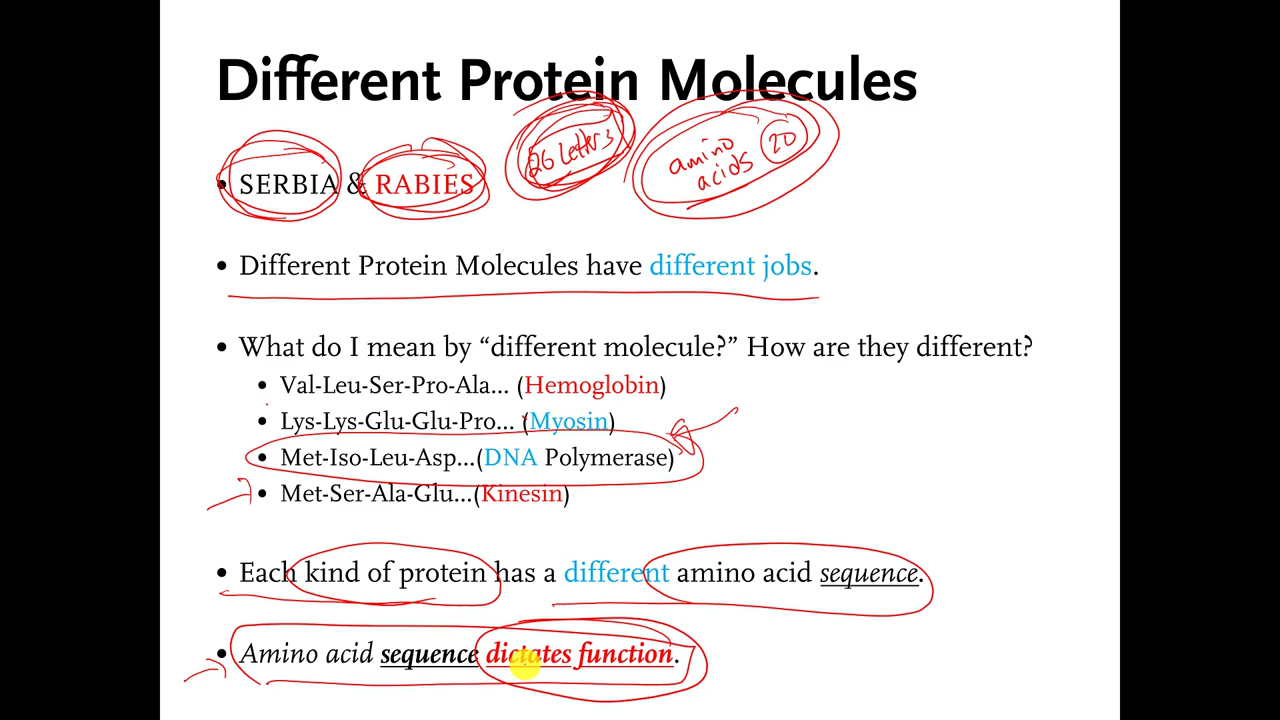 Different Protein Molecules
26 letters
amino acids 20
• SERBIA & RABIES
• Different Protein Molecules have different jobs.
• What do I mean by “different molecule?” How are they different?
• Val-Leu-Ser-Pro-Ala... (Hemoglobin)
• Lys-Lys-Glu-Glu-Pro... (Myosin)
• Met-Iso-Leu-Asp...(DNA Polymerase)
• Met-Ser-Ala-Glu...(Kinesin)
• Each kind of protein has a different amino acid sequence.
• Amino acid sequence dictates function.